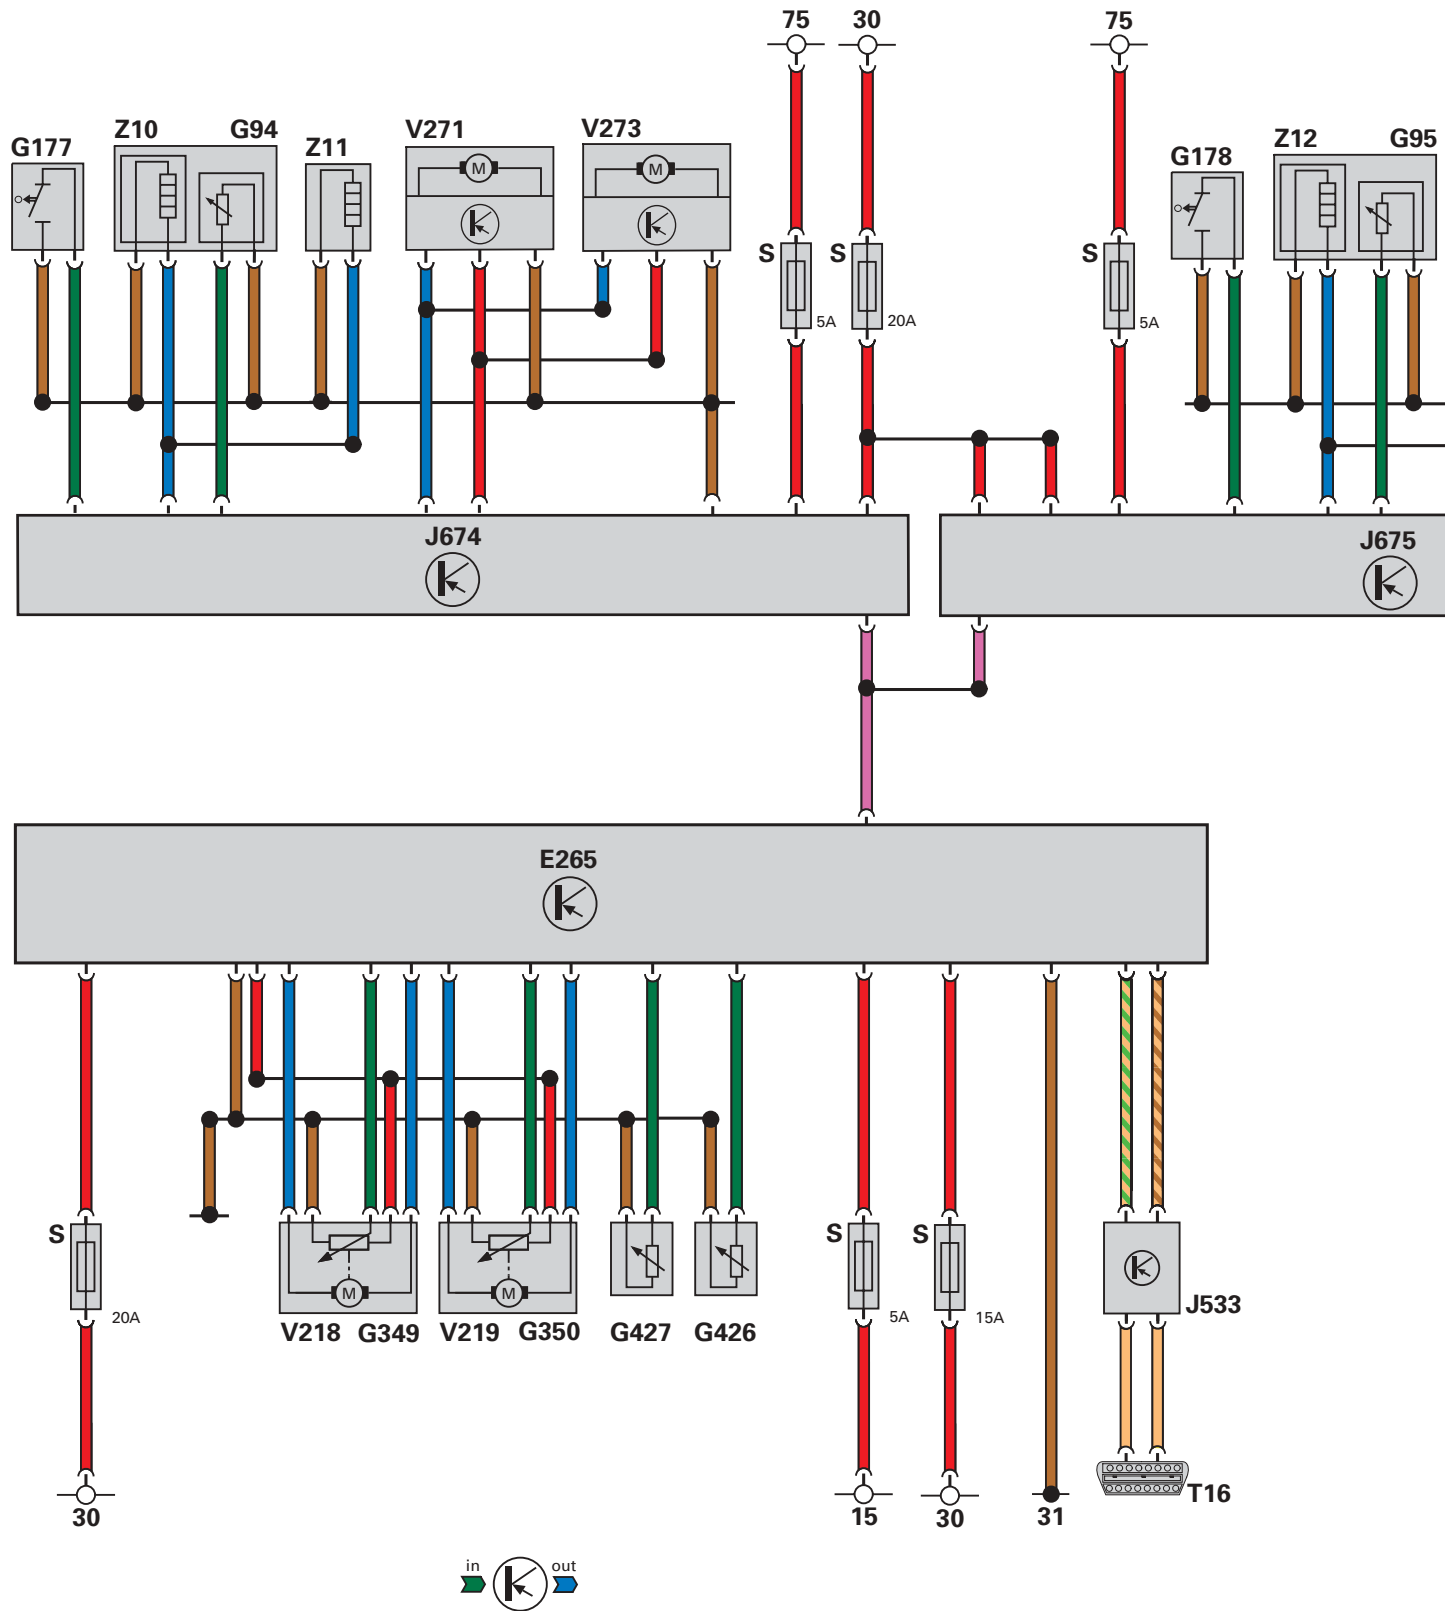 75 30 75
G177 Z10 G94 Z11 V271 V273 G178 Z12 G95
M M
S 5A S 20A S 5A
J674 J675
E265
S 20A S 5A S 15A
M M
V218 G349 V219 G350 G427 G426 J533
T16
30 15 30 31
in out